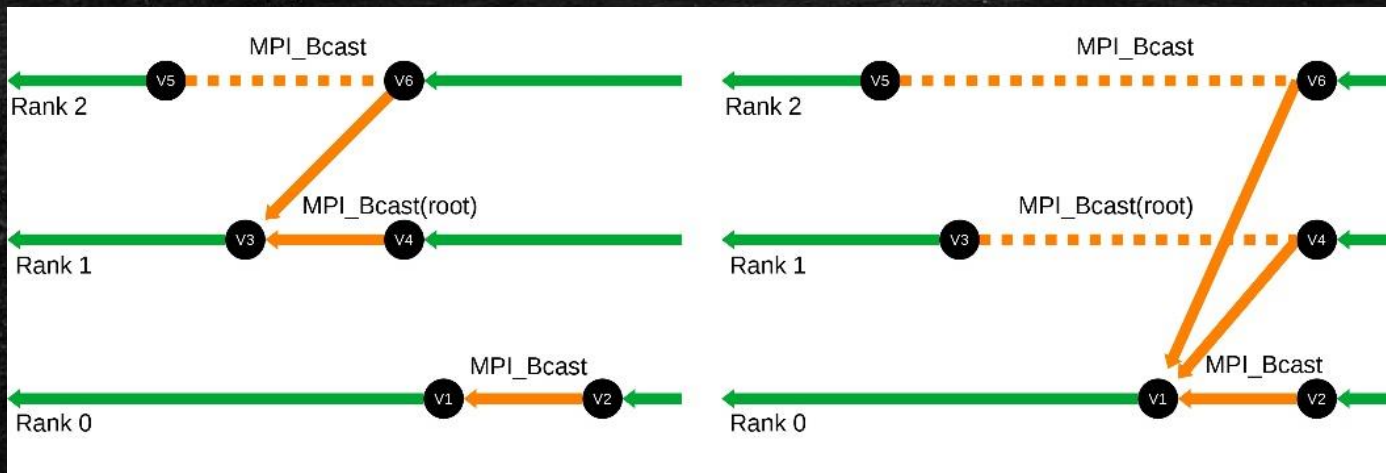 MPI_Bcast
V5
V6
Rank 2
MPI_Bcast(root)
V3
V4
Rank 1
MPI_Bcast
V1
V2
Rank 0
MPI_Bcast
V5
V6
Rank 2
MPI_Bcast(root)
V3
V4
Rank 1
MPI_Bcast
V1
V2
Rank 0